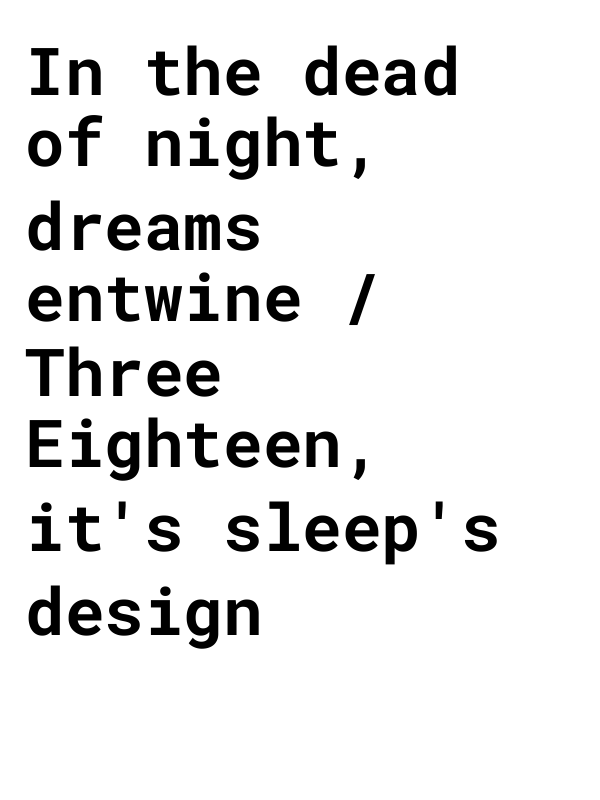 In the dead
of night,
dreams
entwine /
Three
Eighteen,
it's sleep's
design